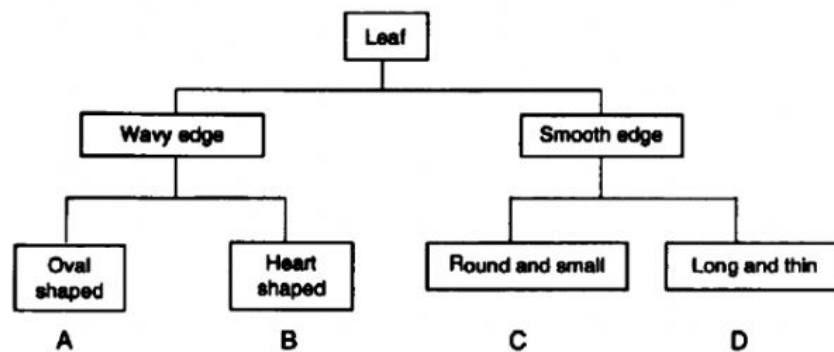 Leaf
Wavy edge
Smooth edge
Oval
shaped
Heart
shaped
Round and small
Long and thin
A
B
C
D